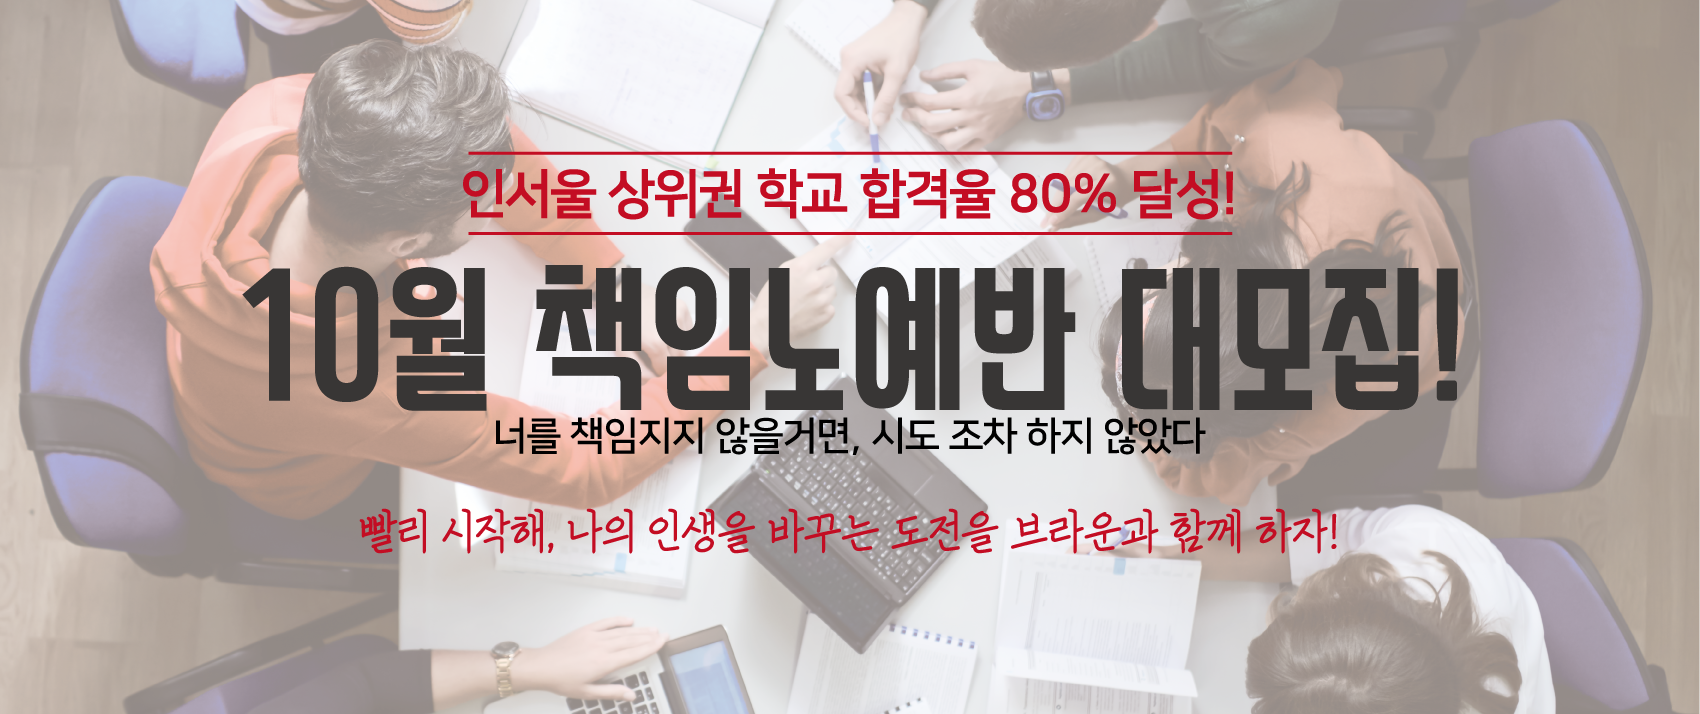 인서울 상위권 학교 합격율 80% 달성!
10월 책임노예반 대모집!
너를 책임지지 않을거면, 시도 조차 하지 않았다
빨리 시작해, 나의 인생을 바꾸는 도전을 브라운과 함께 하자!